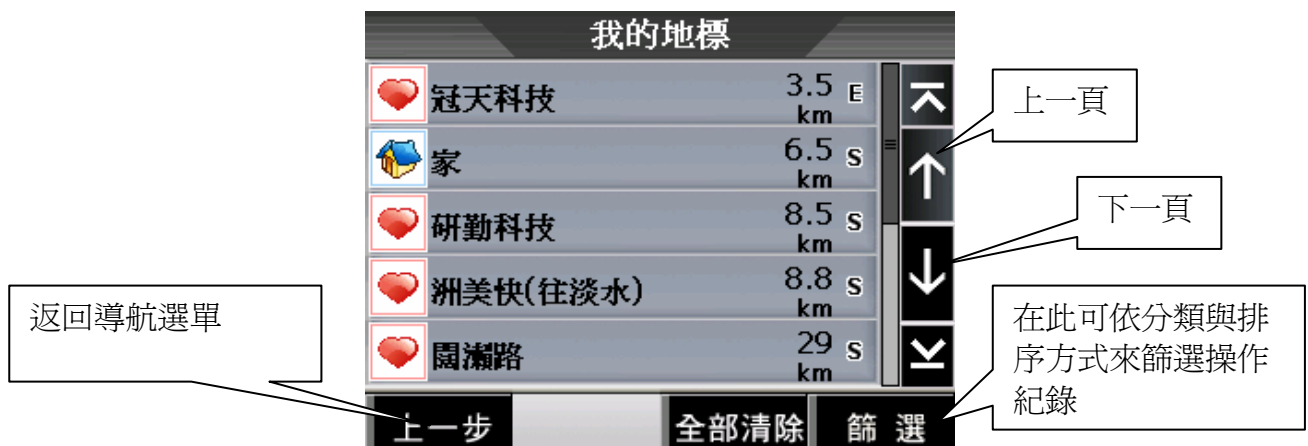 我的地標
冠天科技 3.5 km E
家 6.5 km S
研勤科技 8.5 km S
洲美快(往淡水) 8.8 km S
闊瀨路 29 km S
上一步 全部清除 篩 選
上一頁
下一頁
返回導航選單
在此可依分類與排
序方式來篩選操作
紀錄